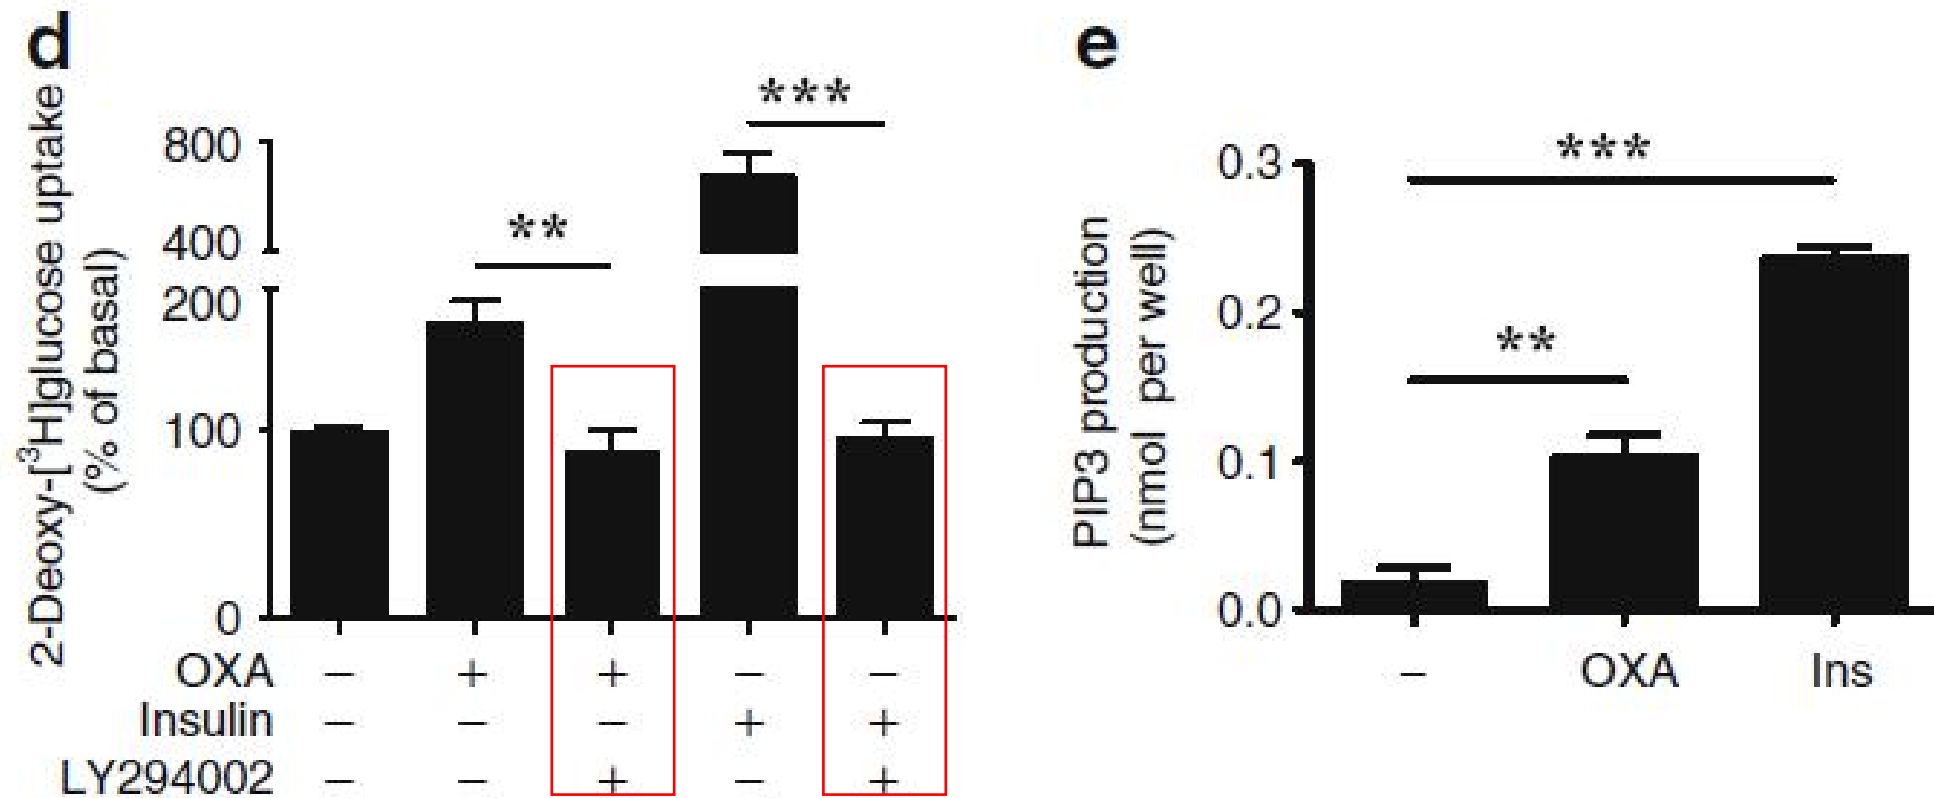 d
2-Deoxy-[³H]glucose uptake
(% of basal)
800
400
200
100
0
**
***
OXA − + + − −
Insulin − − − + +
LY294002 − − + − +
e
PIP3 production
(nmol per well)
0.3
0.2
0.1
0.0
***
**
− OXA Ins